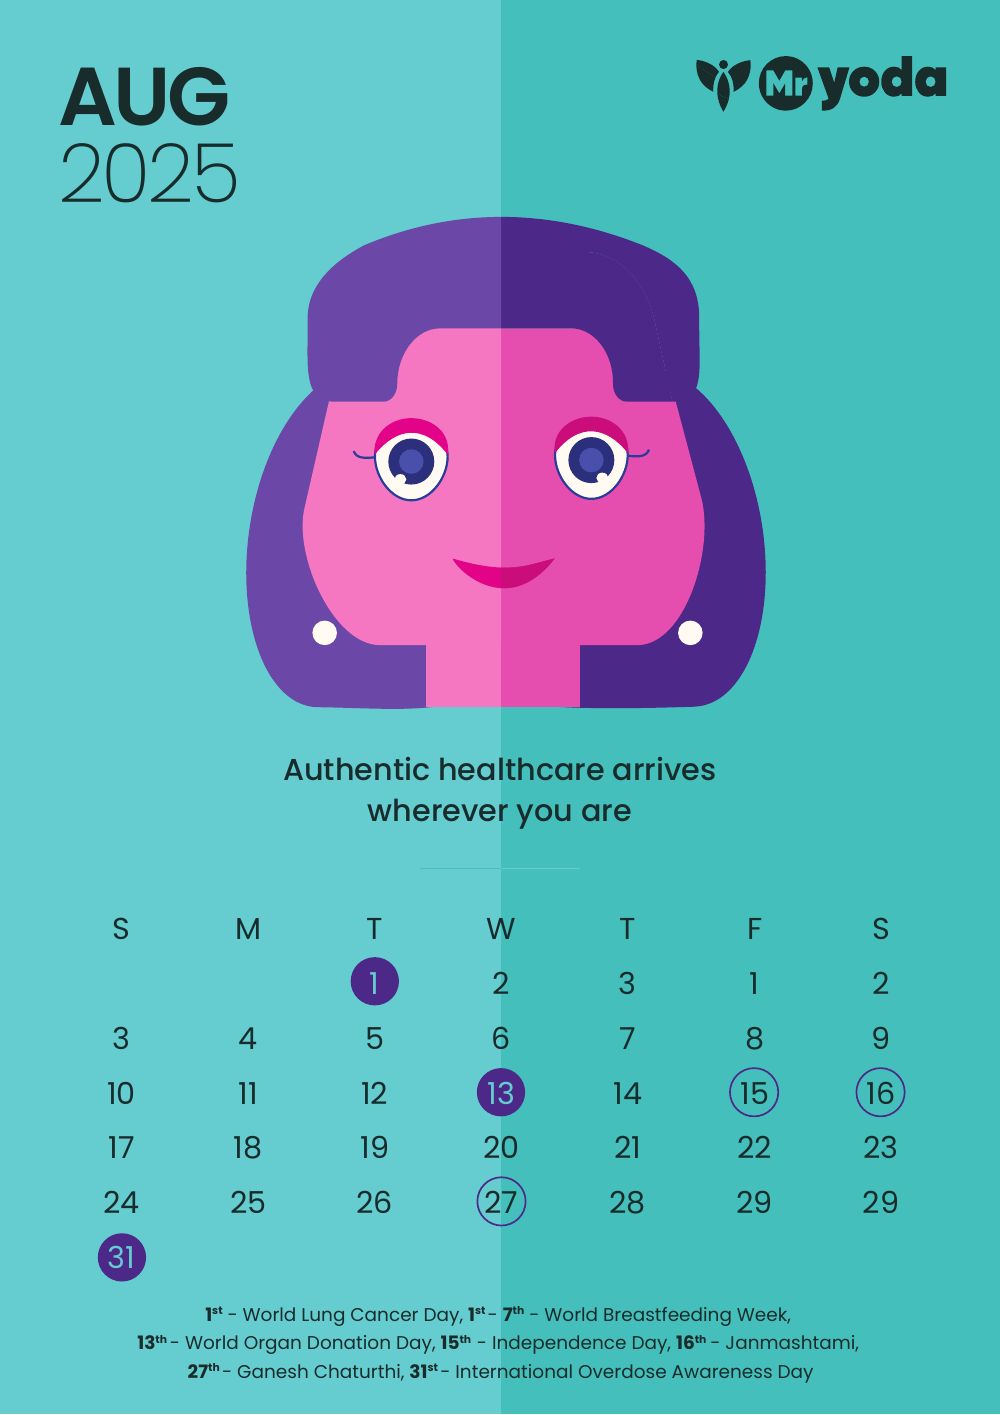 AUG
2025
Mr yoda
Authentic healthcare arrives
wherever you are
S M T W T F S
1 2 3 1 2
3 4 5 6 7 8 9
10 11 12 13 14 15 16
17 18 19 20 21 22 23
24 25 26 27 28 29 29
31
1st - World Lung Cancer Day, 1st - 7th - World Breastfeeding Week,
13th - World Organ Donation Day, 15th - Independence Day, 16th - Janmashtami,
27th - Ganesh Chaturthi, 31st - International Overdose Awareness Day